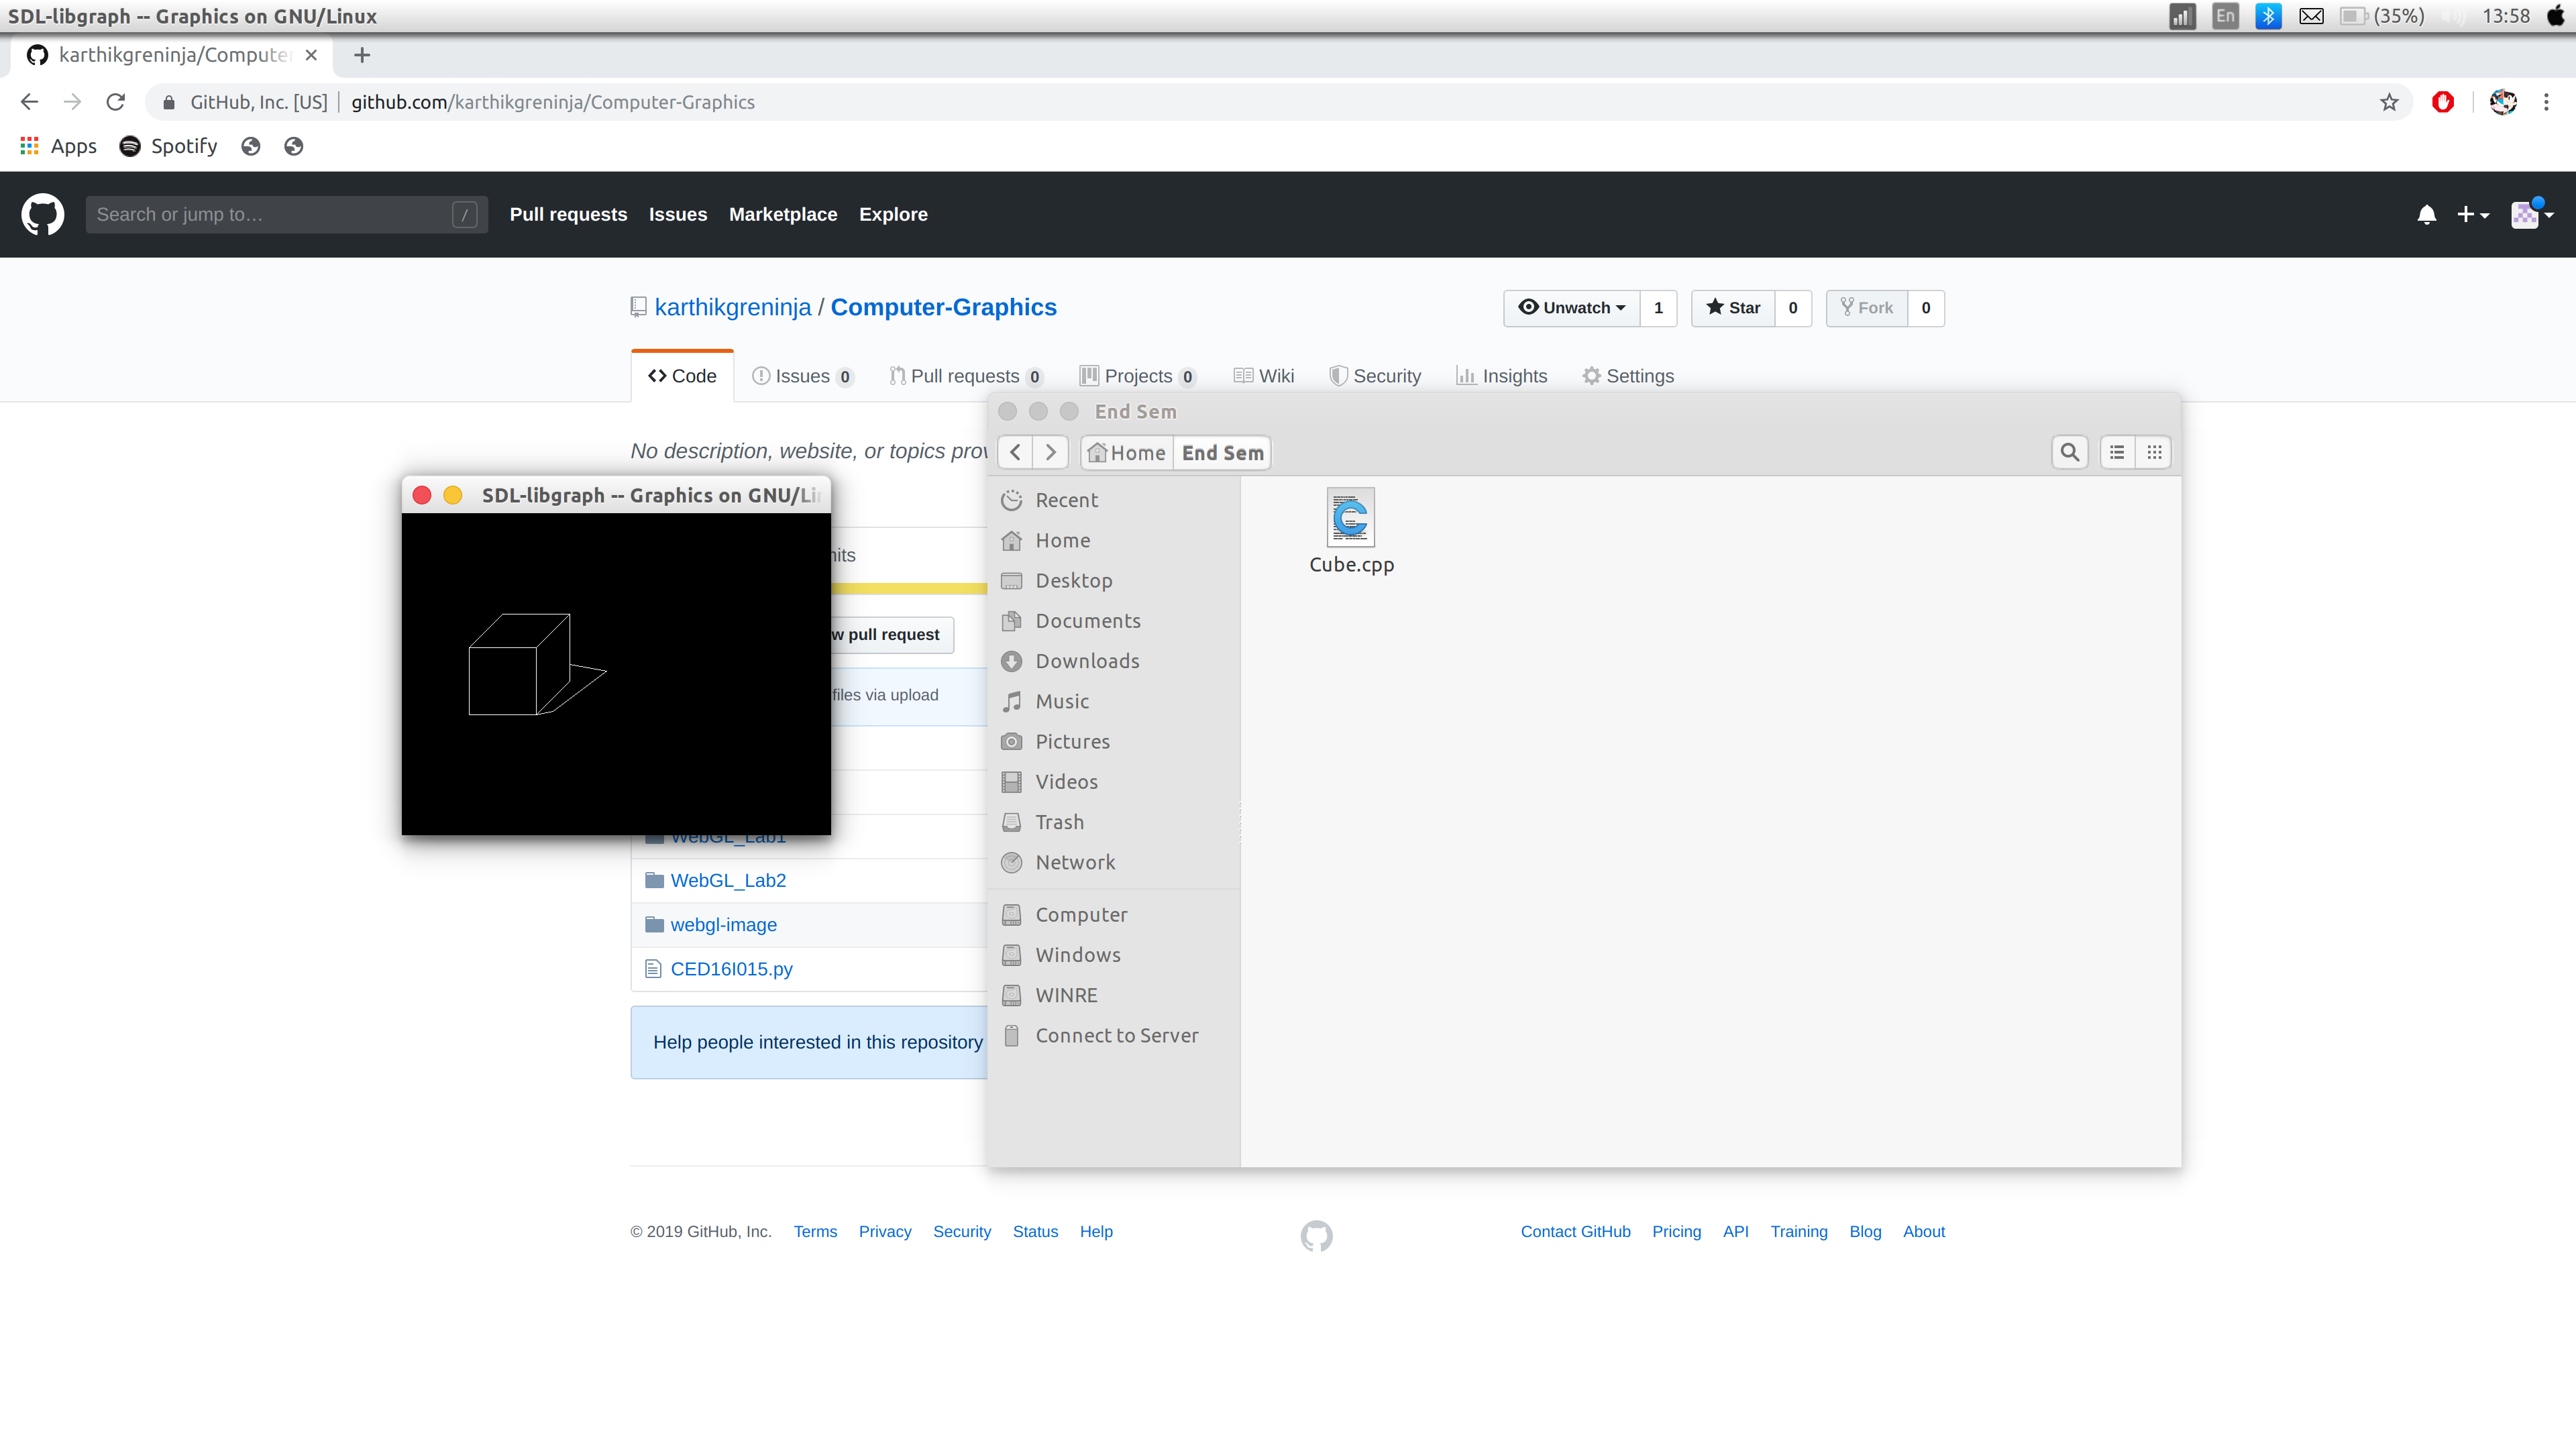 SDL-libgraph -- Graphics on GNU/Linux
En (35%) 13:58
karthikgreninja/Computer
GitHub, Inc. [US] github.com/karthikgreninja/Computer-Graphics
Apps Spotify
Search or jump to… / Pull requests Issues Marketplace Explore
karthikgreninja / Computer-Graphics Unwatch 1 Star 0 Fork 0
Code Issues 0 Pull requests 0 Projects 0 Wiki Security Insights Settings
No description, website, or topics prov
SDL-libgraph -- Graphics on GNU/Lin
nits
w pull request
files via upload
WebGL_Lab1
WebGL_Lab2
webgl-image
CED16I015.py
Help people interested in this repository
End Sem
Home End Sem
Recent
Home
Desktop
Documents
Downloads
Music
Pictures
Videos
Trash
Network
Computer
Windows
WINRE
Connect to Server
Cube.cpp
© 2019 GitHub, Inc. Terms Privacy Security Status Help Contact GitHub Pricing API Training Blog About